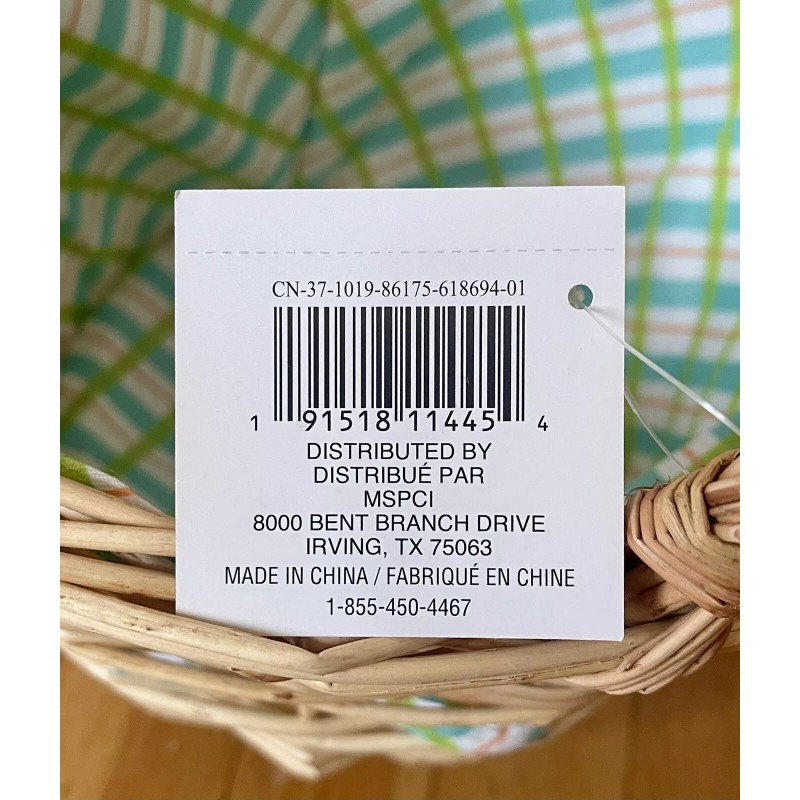 CN-37-1019-86175-618694-01
1 91518 11445 4
DISTRIBUTED BY
DISTRIBUÉ PAR
MSPCI
8000 BENT BRANCH DRIVE
IRVING, TX 75063
MADE IN CHINA / FABRIQUÉ EN CHINE
1-855-450-4467